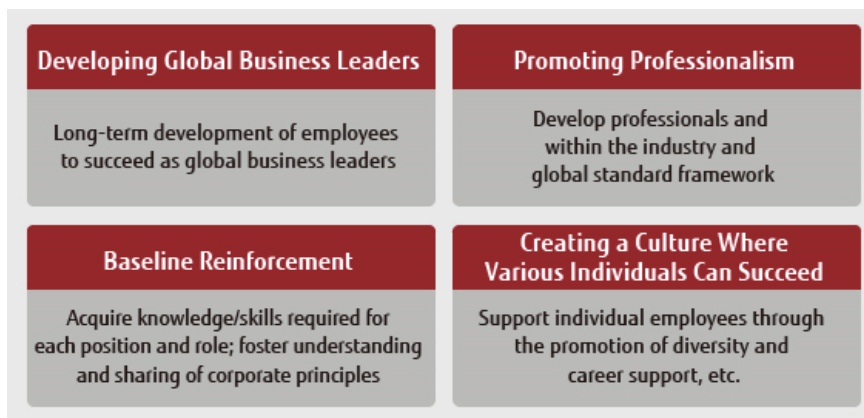 Developing Global Business Leaders
Long-term development of employees
to succeed as global business leaders
Promoting Professionalism
Develop professionals and
within the industry and
global standard framework
Baseline Reinforcement
Acquire knowledge/skills required for
each position and role; foster understanding
and sharing of corporate principles
Creating a Culture Where
Various Individuals Can Succeed
Support individual employees through
the promotion of diversity and
career support, etc.